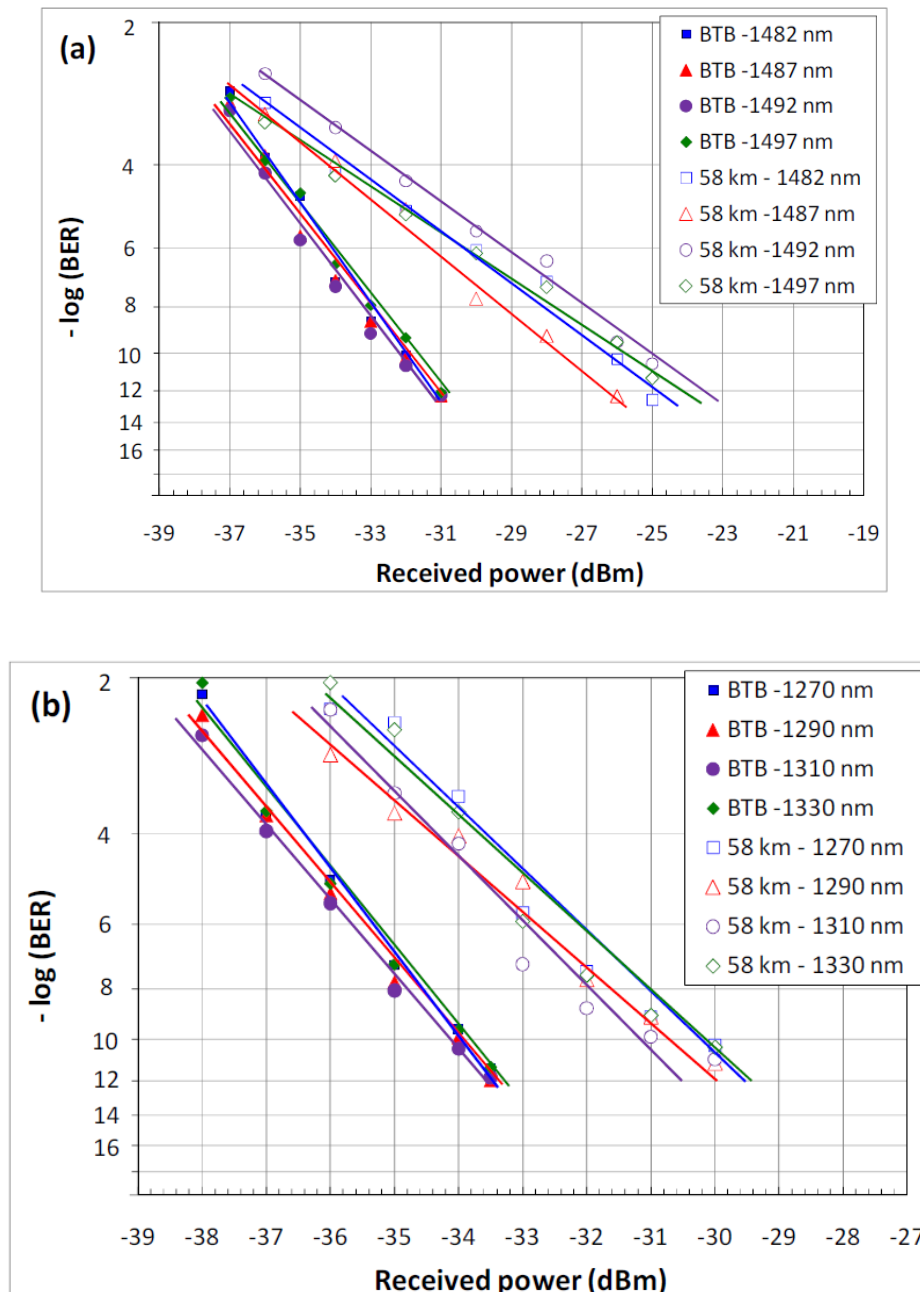 (a)
2
4
6
8
10
12
14
16
- log (BER)
BTB -1482 nm
BTB -1487 nm
BTB -1492 nm
BTB -1497 nm
58 km - 1482 nm
58 km -1487 nm
58 km -1492 nm
58 km -1497 nm
-39 -37 -35 -33 -31 -29 -27 -25 -23 -21 -19
Received power (dBm)
(b)
2
4
6
8
10
12
14
16
- log (BER)
BTB -1270 nm
BTB -1290 nm
BTB -1310 nm
BTB -1330 nm
58 km - 1270 nm
58 km - 1290 nm
58 km - 1310 nm
58 km - 1330 nm
-39 -38 -37 -36 -35 -34 -33 -32 -31 -30 -29 -28 -27
Received power (dBm)